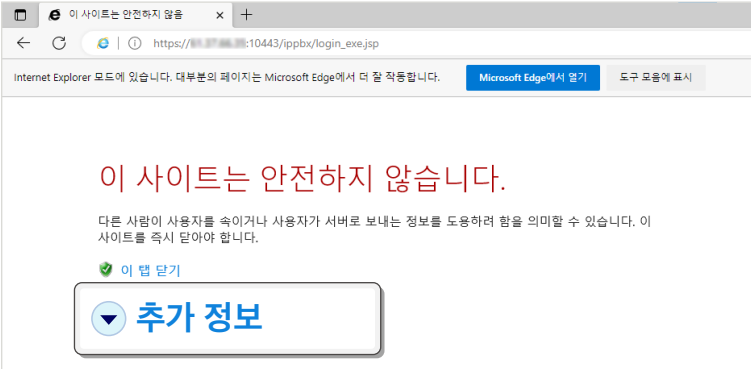 이 사이트는 안전하지 않음
https:// :10443/ippbx/login_exe.jsp
Internet Explorer 모드에 있습니다. 대부분의 페이지는 Microsoft Edge에서 더 잘 작동합니다. Microsoft Edge에서 열기 도구 모음에 표시
이 사이트는 안전하지 않습니다.
다른 사람이 사용자를 속이거나 사용자가 서버로 보내는 정보를 도용하려 함을 의미할 수 있습니다. 이
사이트를 즉시 닫아야 합니다.
이 탭 닫기
추가 정보